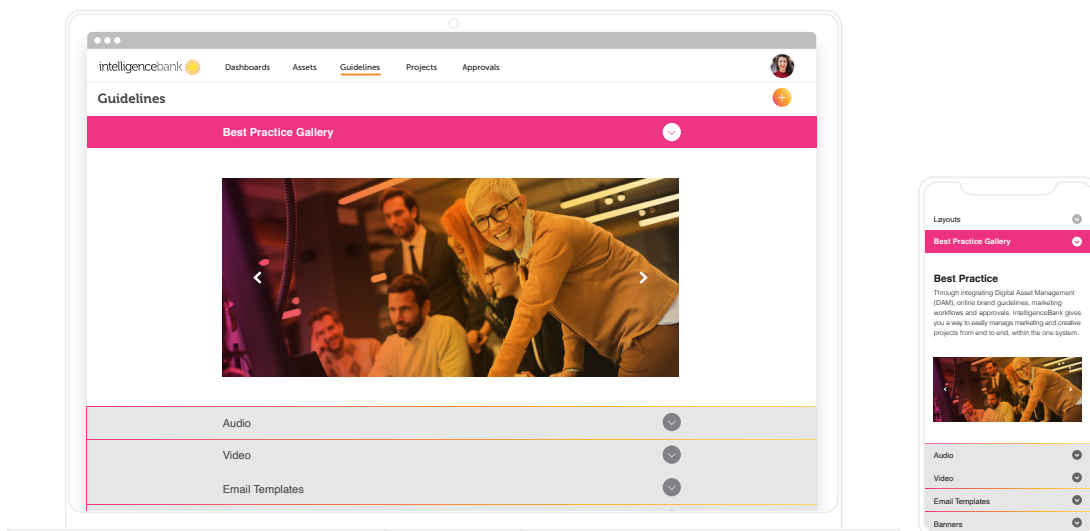 intelligencebank
Dashboards Assets Guidelines Projects Approvals
Guidelines
Best Practice Gallery
Audio
Video
Email Templates
Layouts
Best Practice Gallery
Best Practice
Through integrating Digital Asset Management
(DAM), online brand guidelines, marketing
workflows and approvals, IntelligenceBank gives
you a way to easily manage marketing and creative
projects from end to end, within the one system.
Audio
Video
Email Templates
Banners